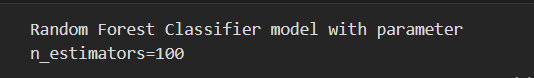 Random Forest Classifier model with parameter
n_estimators=100